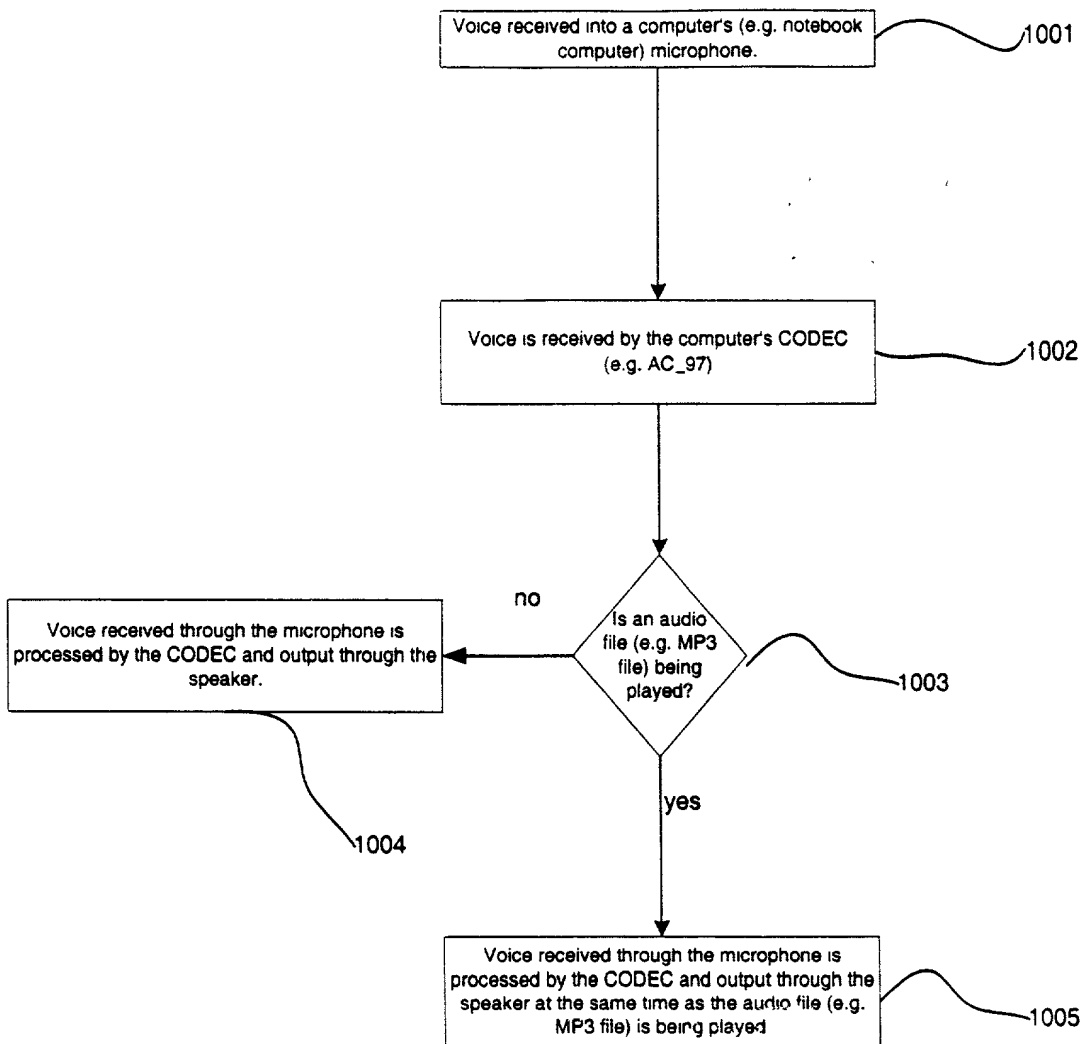 Voice received into a computer's (e.g. notebook
computer) microphone.
1001
Voice is received by the computer's CODEC
(e.g. AC_97)
1002
Is an audio
file (e.g. MP3
file) being
played?
1003
no
Voice received through the microphone is
processed by the CODEC and output through the
speaker.
1004
yes
Voice received through the microphone is
processed by the CODEC and output through the
speaker at the same time as the audio file (e.g.
MP3 file) is being played
1005